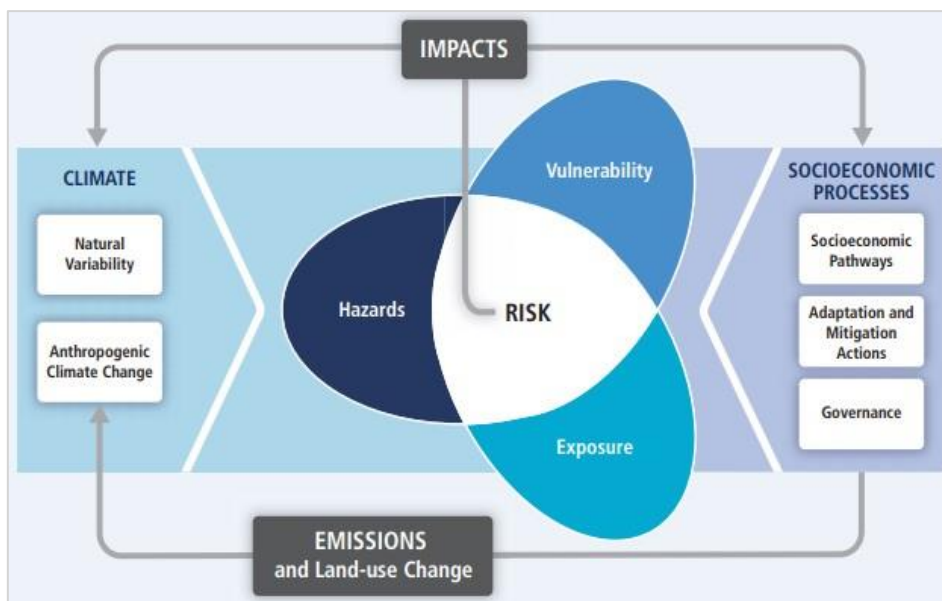 IMPACTS
CLIMATE
Natural
Variability
Anthropogenic
Climate Change
Vulnerability
Hazards
RISK
Exposure
SOCIOECONOMIC
PROCESSES
Socioeconomic
Pathways
Adaptation and
Mitigation
Actions
Governance
EMISSIONS
and Land-use Change